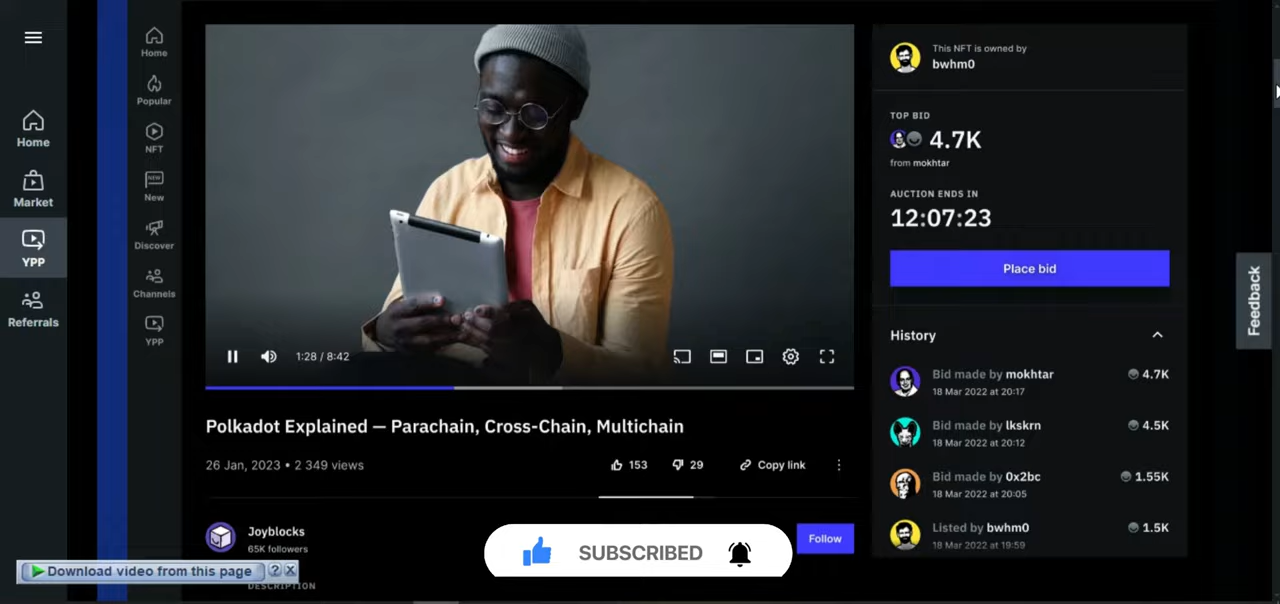 Home
Market
YPP
Referrals
Home
Popular
NFT
NEW
New
Discover
Channels
YPP
1:28 / 8:42
Polkadot Explained — Parachain, Cross-Chain, Multichain
26 Jan, 2023 • 2 349 views
153
29
Copy link
Joyblocks
65K followers
Follow
SUBSCRIBED
Download video from this page
?
X
DESCRIPTION
This NFT is owned by
bwhm0
TOP BID
4.7K
from mokhtar
AUCTION ENDS IN
12:07:23
Place bid
History
Bid made by mokhtar
4.7K
18 Mar 2022 at 20:17
Bid made by lkskrn
4.5K
18 Mar 2022 at 20:12
Bid made by 0x2bc
1.55K
18 Mar 2022 at 20:05
Listed by bwhm0
1.5K
18 Mar 2022 at 19:59
Feedback